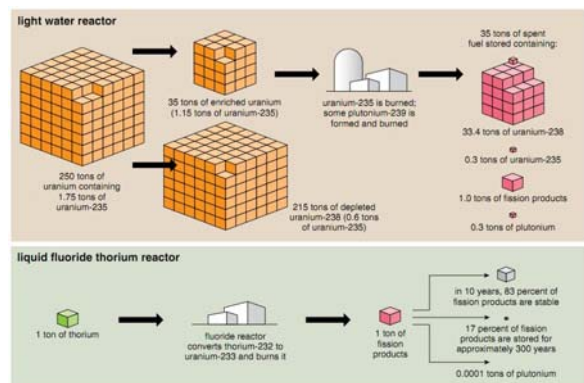 light water reactor
250 tons of
uranium containing
1.75 tons of
uranium-235
35 tons of enriched uranium
(1.15 tons of uranium-235)
215 tons of depleted
uranium-238 (0.6 tons
of uranium-235)
uranium-235 is burned;
some plutonium-239 is
formed and burned
35 tons of spent
fuel stored containing:
33.4 tons of uranium-238
0.3 tons of uranium-235
1.0 tons of fission products
0.3 tons of plutonium
liquid fluoride thorium reactor
1 ton of thorium
fluoride reactor
converts thorium-232 to
uranium-233 and burns it
1 ton of
fission
products
in 10 years, 83 percent of
fission products are stable
17 percent of fission
products are stored for
approximately 300 years
0.0001 tons of plutonium